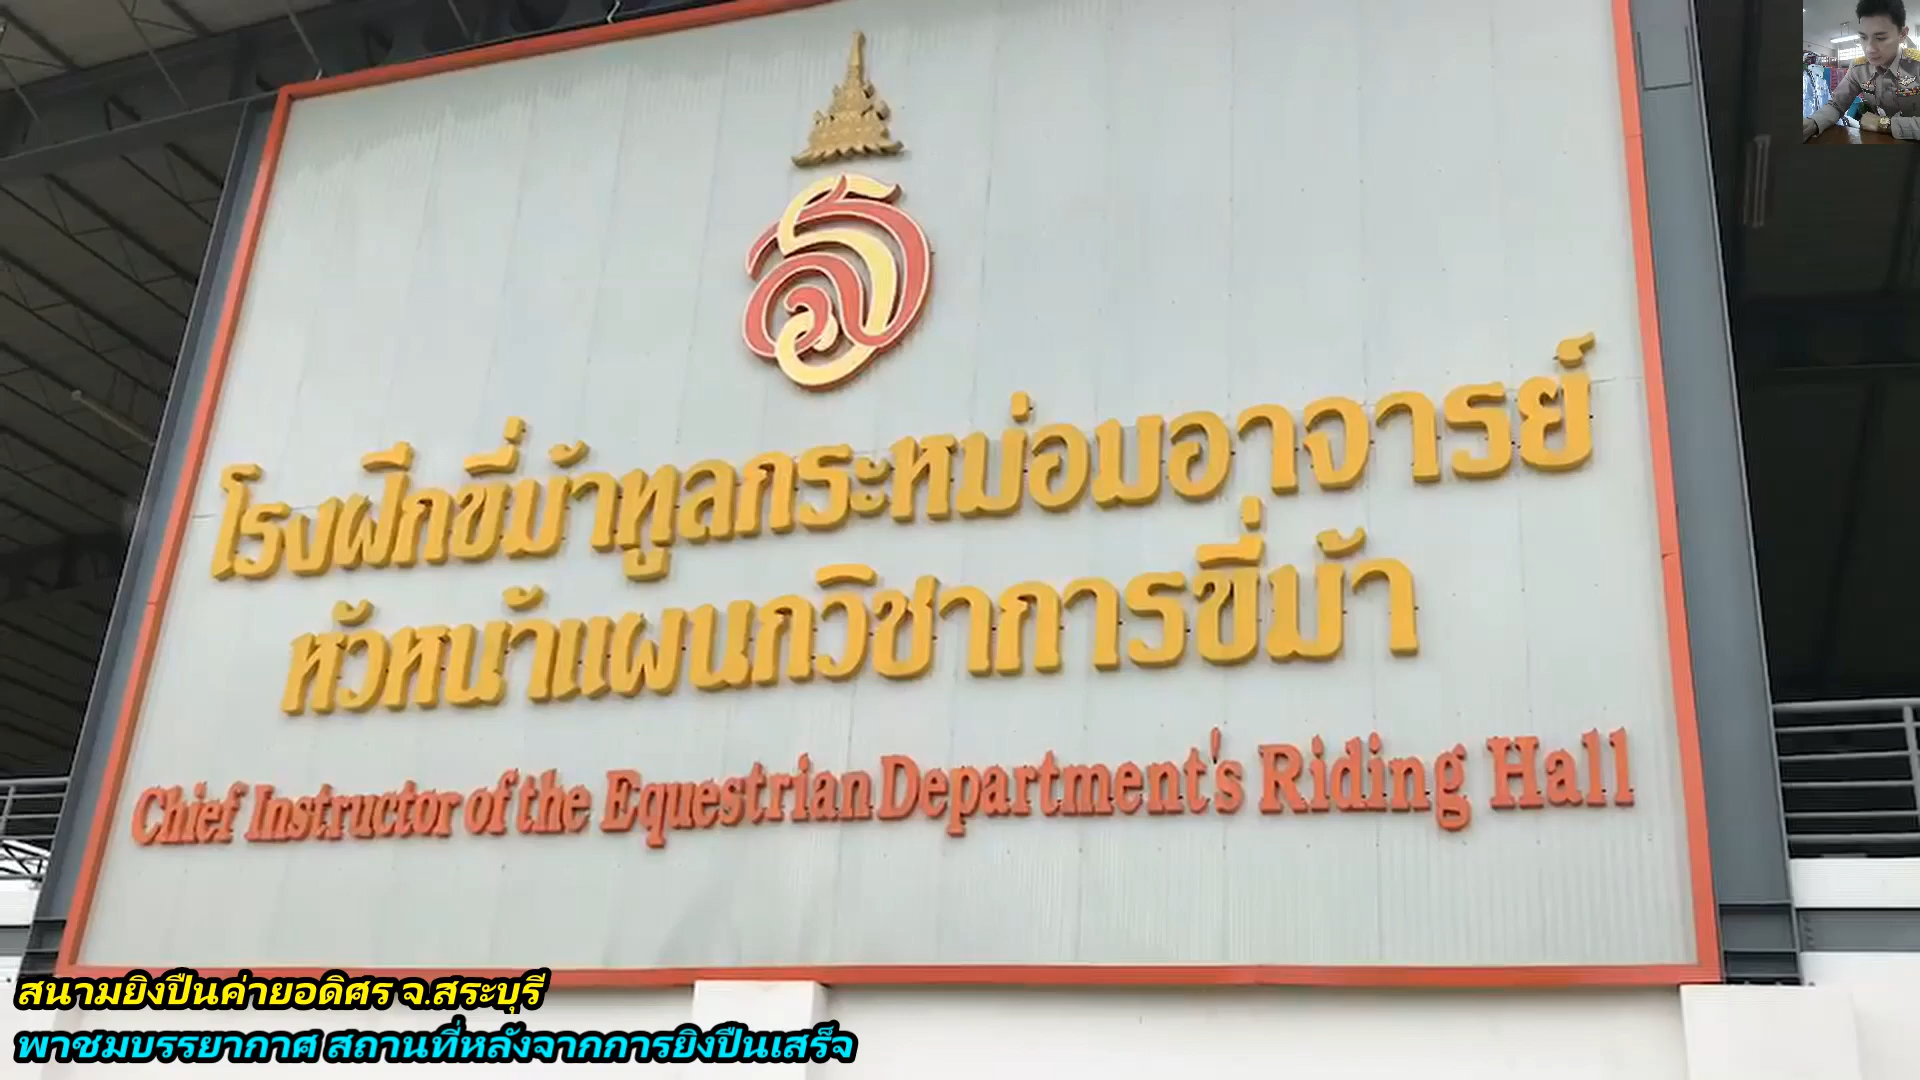 โรงฝึกขี่ม้าทูลกระหม่อมอาจารย์
หัวหน้าแผนกวิชาการขี่ม้า
Chief Instructor of the Equestrian Department's Riding Hall
สนามยิงปืนค่ายอดิศร จ.สระบุรี
พาชมบรรยากาศ สถานที่หลังจากการยิงปืนเสร็จ